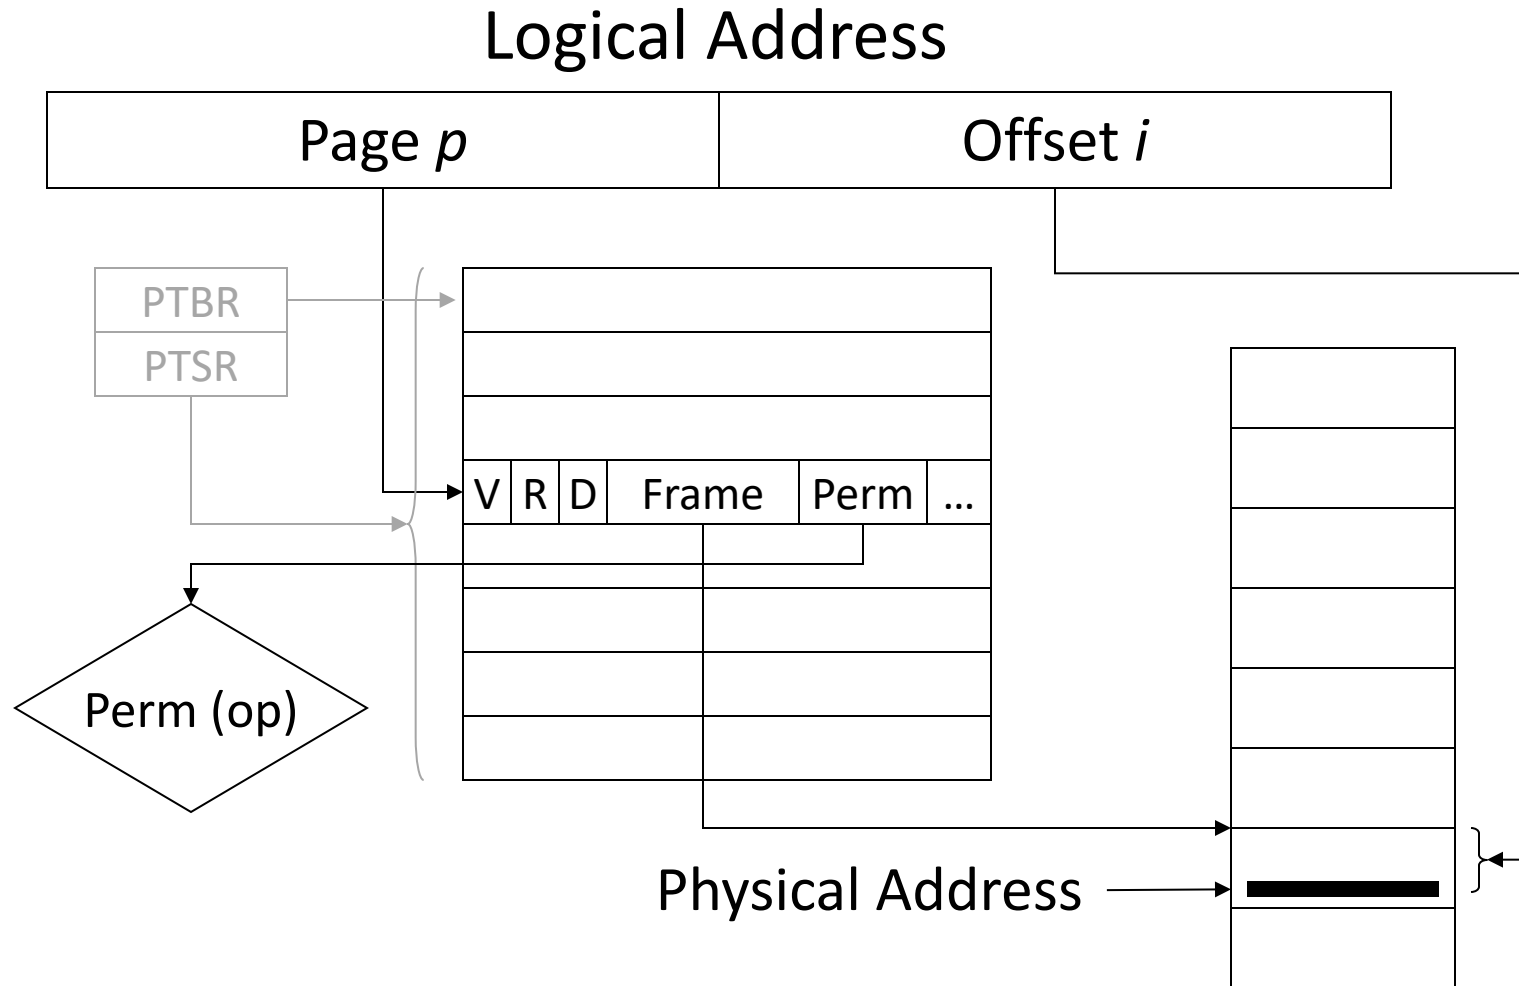 Logical Address
Page p
Offset i
PTBR
PTSR
V R D Frame Perm ...
Perm (op)
Physical Address